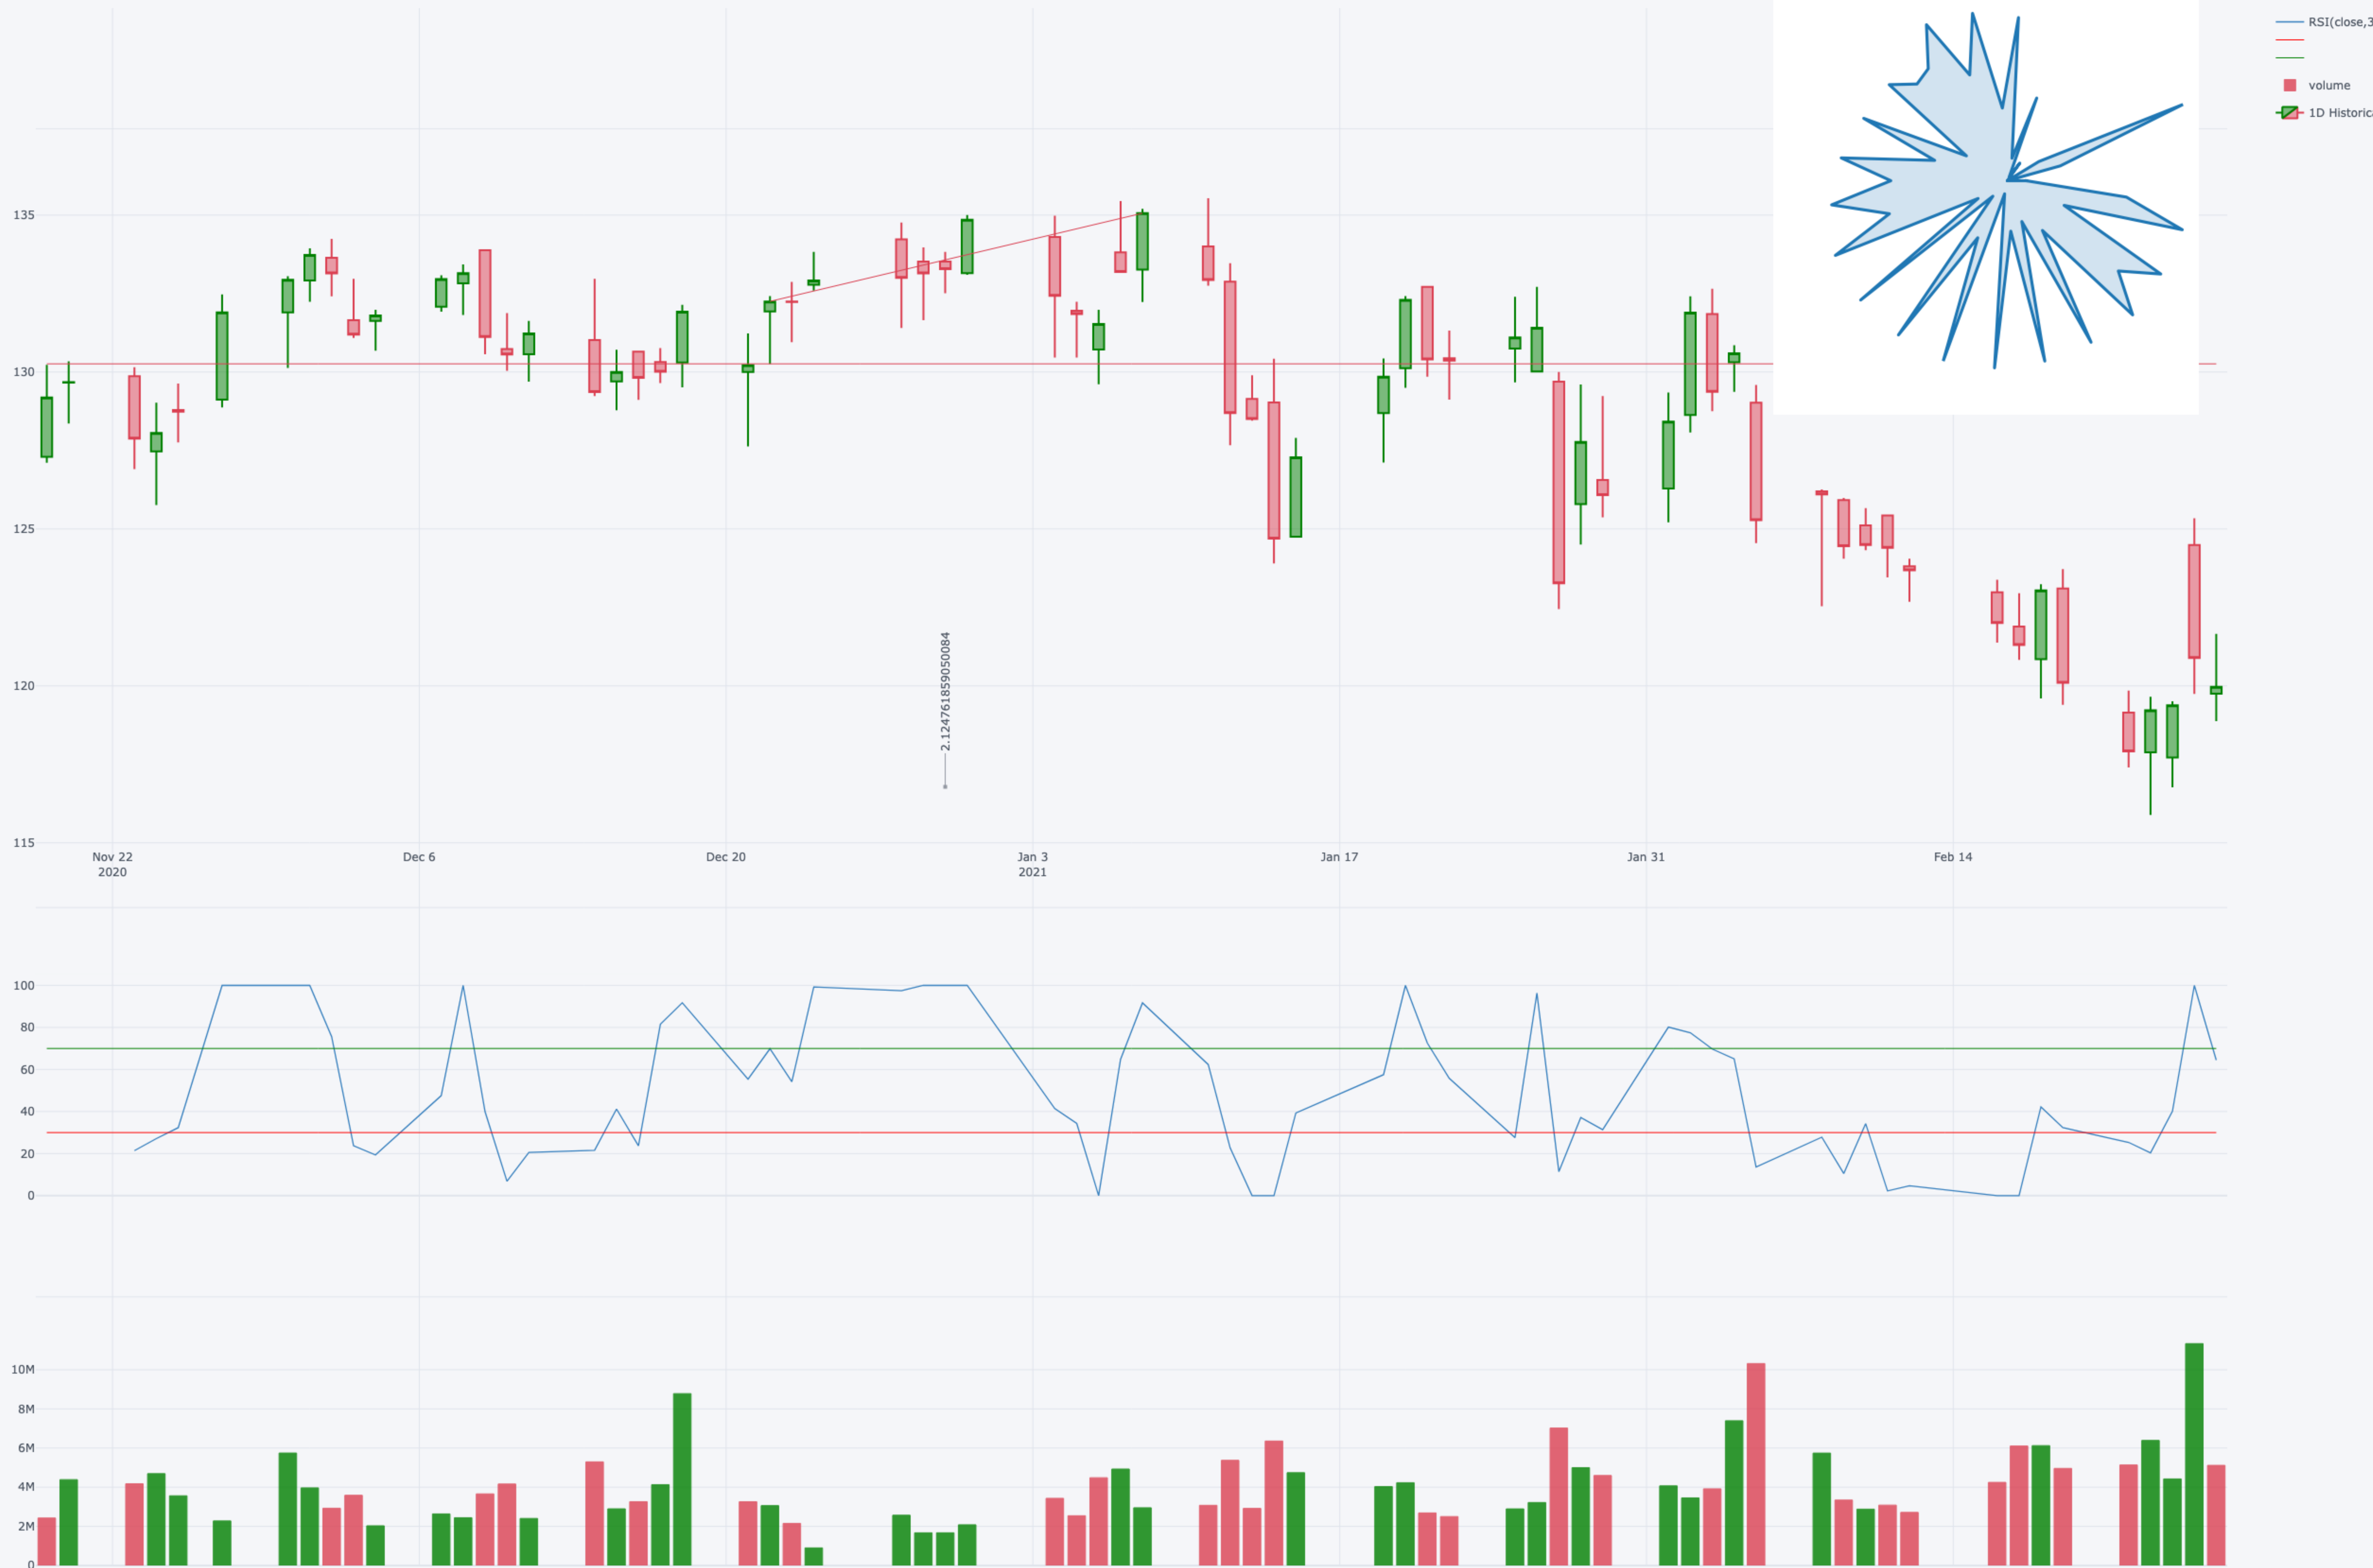 RSI(close,3
volume
1D Historica
135
130
125
120
115
2.124761859050084
Nov 22
2020
Dec 6
Dec 20
Jan 3
2021
Jan 17
Jan 31
Feb 14
100
80
60
40
20
0
10M
8M
6M
4M
2M
0